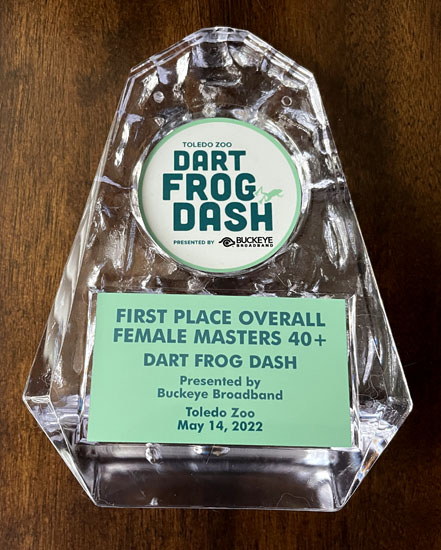 TOLEDO ZOO
DART
FROG
DASH
PRESENTED BY BUCKEYE
BROADBAND
FIRST PLACE OVERALL
FEMALE MASTERS 40+
DART FROG DASH
Presented by
Buckeye Broadband
Toledo Zoo
May 14, 2022